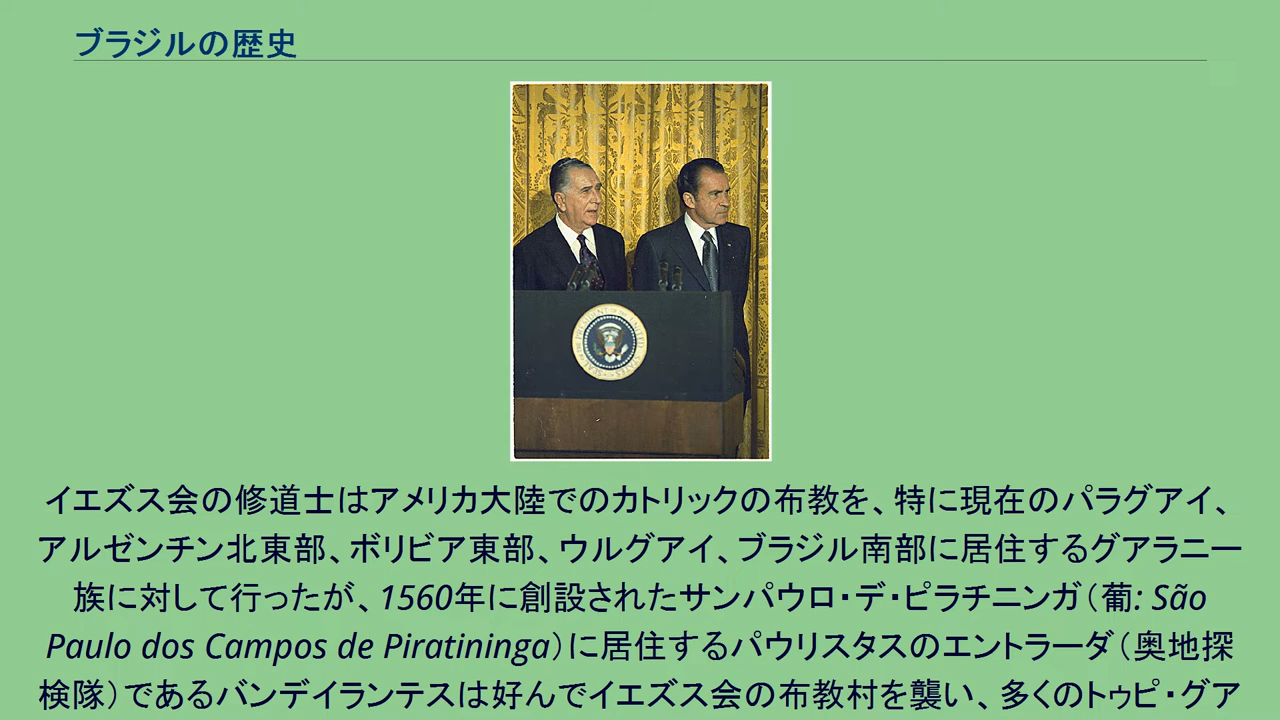 ブラジルの歴史
イエズス会の修道士はアメリカ大陸でのカトリックの布教を、特に現在のパラグアイ、
アルゼンチン北東部、ボリビア東部、ウルグアイ、ブラジル南部に居住するグアラニー
族に対して行ったが、1560年に創設されたサンパウロ・デ・ピラチニンガ（葡: São
Paulo dos Campos de Piratininga）に居住するパウリスタスのエントラーダ（奥地探
検隊）であるバンデイランテスは好んでイエズス会の布教村を襲い、多くのトゥピ・グア